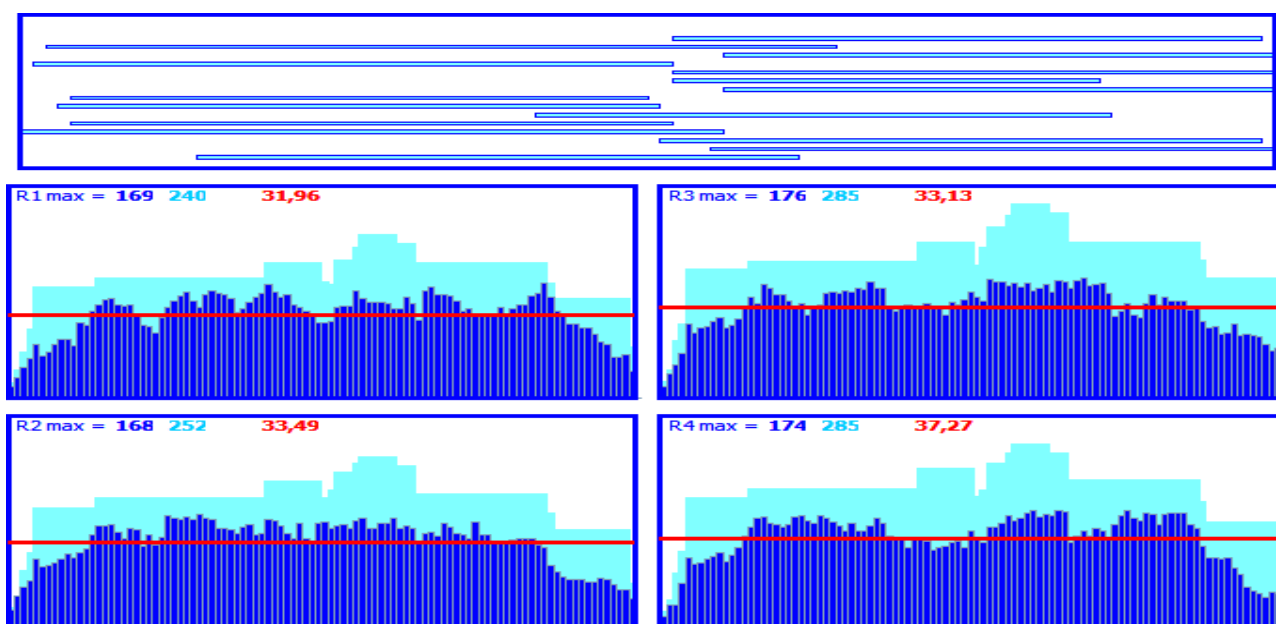 R1 max = 169 240 31,96
R3 max = 176 285 33,13
R2 max = 168 252 33,49
R4 max = 174 285 37,27